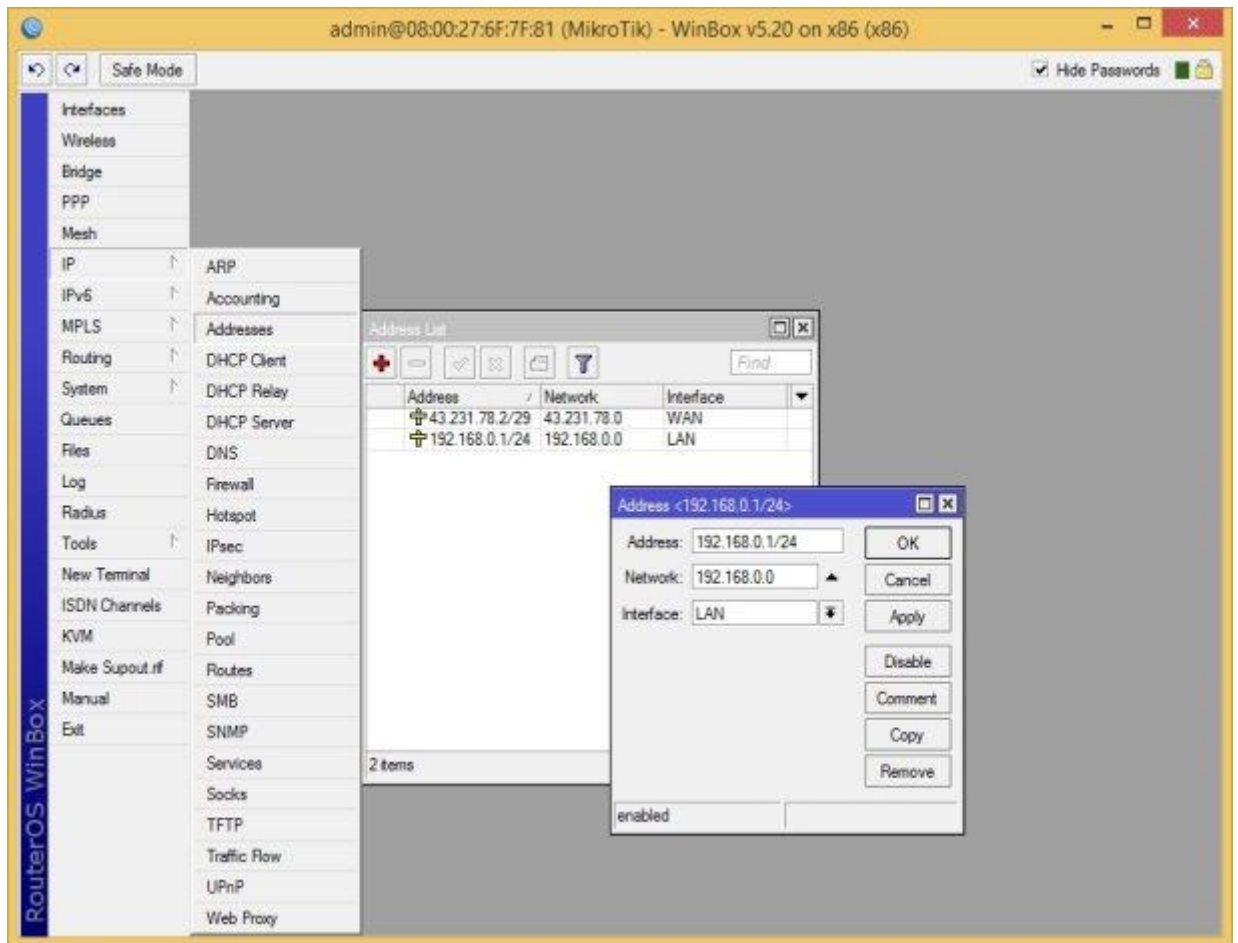 admin@08:00:27:6F:7F:81 (MikroTik) - WinBox v5.20 on x86 (x86)
Safe Mode
Hide Passwords
Interfaces
Wireless
Bridge
PPP
Mesh
IP
IPv6
MPLS
Routing
System
Queues
Files
Log
Radius
Tools
New Terminal
ISDN Channels
KVM
Make Supout.rif
Manual
Exit
RouterOS WinBox
ARP
Accounting
Addresses
DHCP Client
DHCP Relay
DHCP Server
DNS
Firewall
Hotspot
IPsec
Neighbors
Packing
Pool
Routes
SMB
SNMP
Services
Socks
TFTP
Traffic Flow
UPnP
Web Proxy
Address List
Find
Address / Network Interface
43.231.78.2/29 43.231.78.0 WAN
192.168.0.1/24 192.168.0.0 LAN
2 items
Address <192.168.0.1/24>
Address: 192.168.0.1/24 OK
Network: 192.168.0.0 Cancel
Interface: LAN Apply
Disable
Comment
Copy
Remove
enabled